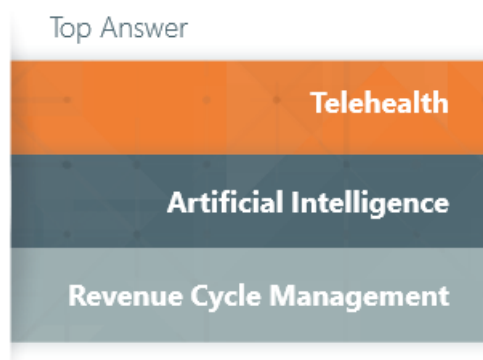 Top Answer
Telehealth
Artificial Intelligence
Revenue Cycle Management